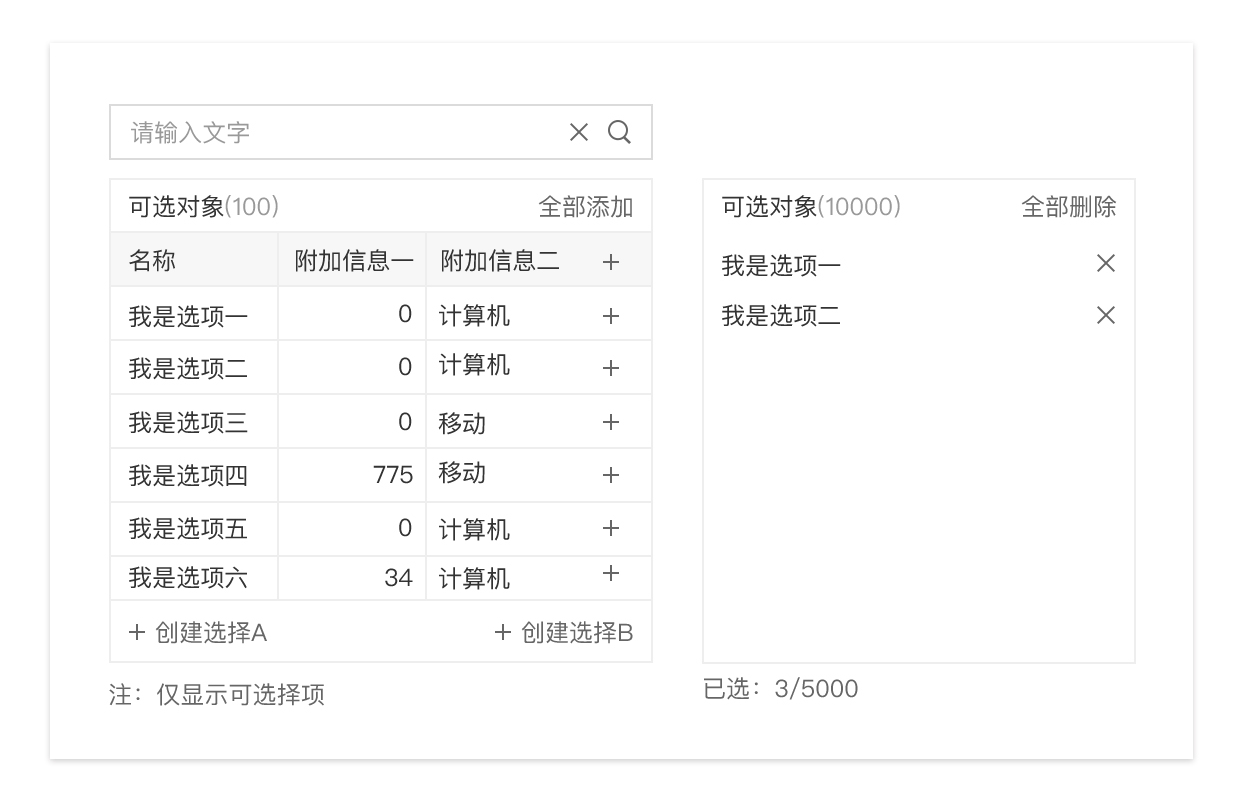 请输入文字
可选对象(100) 全部添加
名称 附加信息一 附加信息二
我是选项一 0 计算机
我是选项二 0 计算机
我是选项三 0 移动
我是选项四 775 移动
我是选项五 0 计算机
我是选项六 34 计算机
+ 创建选择A + 创建选择B
注：仅显示可选择项
可选对象(10000) 全部删除
我是选项一
我是选项二
已选：3/5000